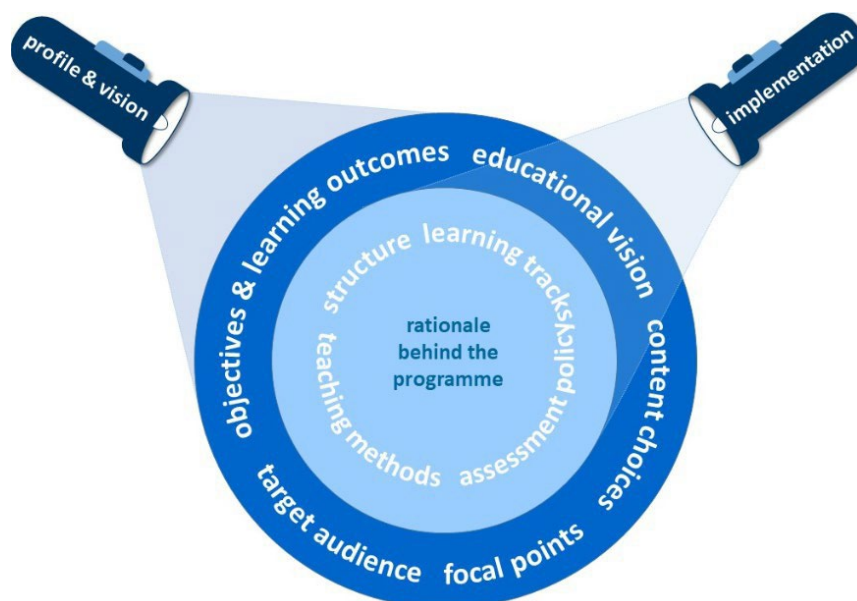 profile & vision
implementation
objectives & learning outcomes
educational vision
content choices
focal points
target audience
structure
learning tracks
assessment policy
teaching methods
rationale
behind the
programme